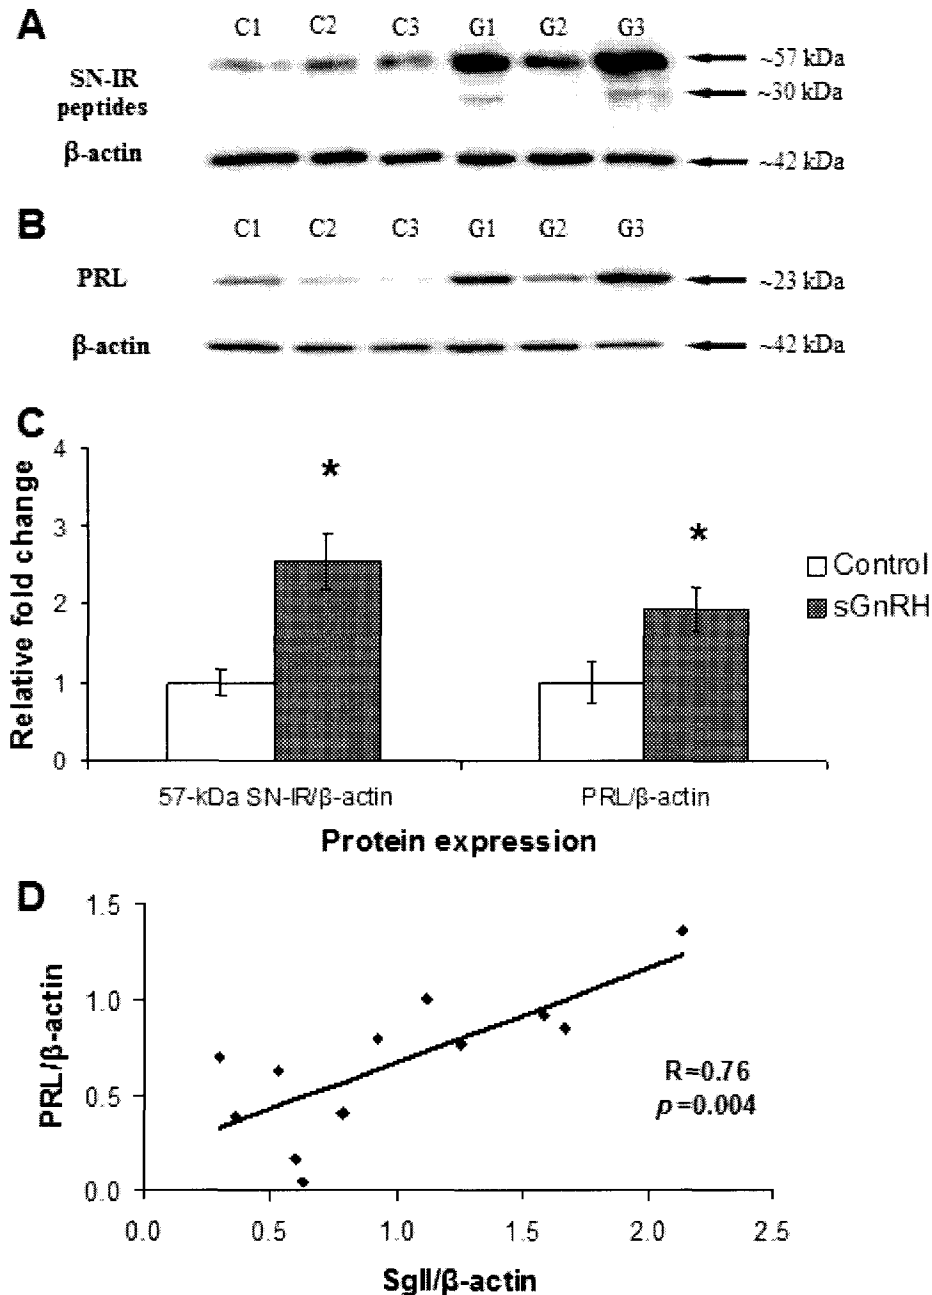 A
C1 C2 C3 G1 G2 G3
SN-IR
peptides
~57 kDa
~30 kDa
β-actin
~42 kDa
B
C1 C2 C3 G1 G2 G3
PRL
~23 kDa
β-actin
~42 kDa
C
Relative fold change
4
3
2
1
0
*
*
Control
sGnRH
57-kDa SN-IR/β-actin
PRL/β-actin
Protein expression
D
PRL/β-actin
1.5
1.0
0.5
0.0
R=0.76
p=0.004
0.0 0.5 1.0 1.5 2.0 2.5
SgII/β-actin